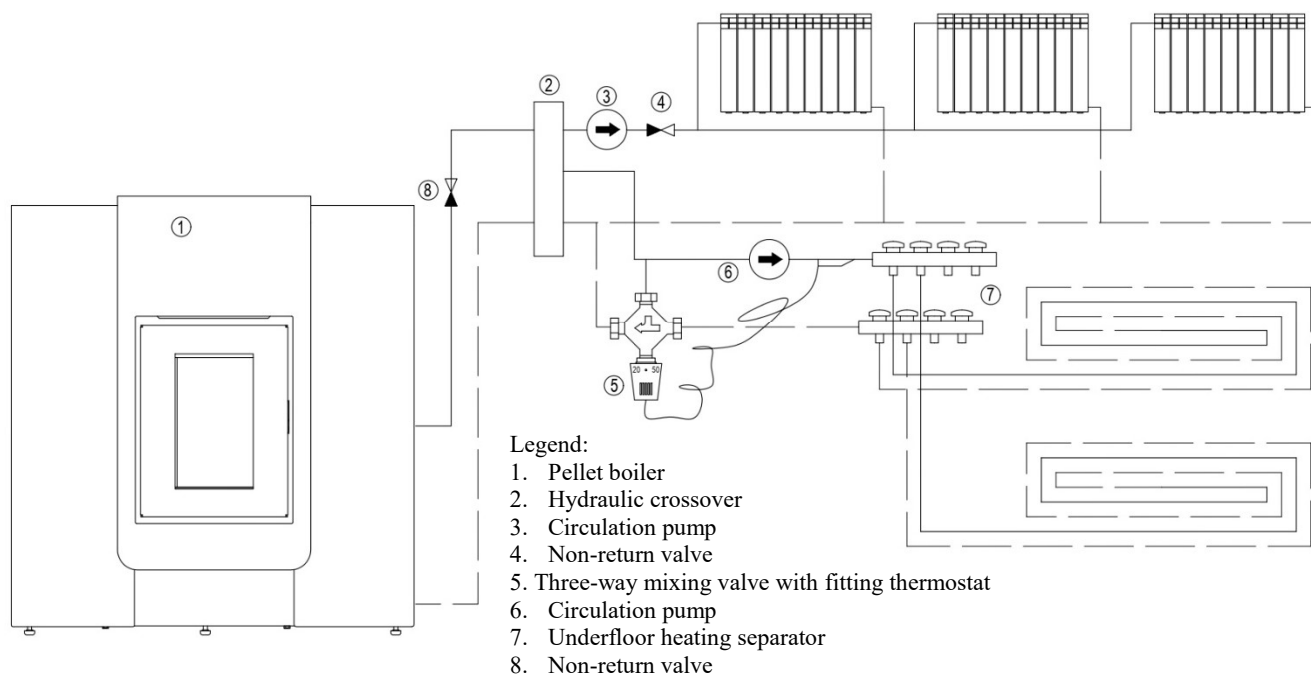 ②
③
④
⑧
①
⑥
⑦
20 • 50
⑤
Legend:
1. Pellet boiler
2. Hydraulic crossover
3. Circulation pump
4. Non-return valve
5. Three-way mixing valve with fitting thermostat
6. Circulation pump
7. Underfloor heating separator
8. Non-return valve